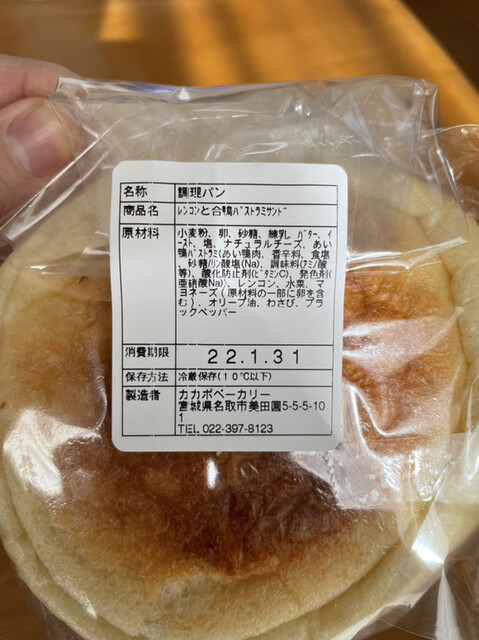 名称 調理パン
商品名 レンコンと合鴨パストラミサンド
原材料 小麦粉、卵、砂糖、練乳、バター、イ
ースト、塩、ナチュラルチーズ、あい
鴨パストラミ(あい鴨肉、香辛料、食塩
、砂糖/リン酸塩(Na)、調味料(アミノ酸
等)、酸化防止剤(ビタミンC)、発色剤(
亜硝酸Na)、レンコン、水菜、マ
ヨネーズ(原材料の一部に卵を含
む)、オリーブ油、わさび、ブラ
ックペッパー
消費期限 22.1.31
保存方法 冷蔵保存(10℃以下)
製造者 カカポベーカリー
宮城県名取市美田園5-5-5-10
1
TEL 022-397-8123